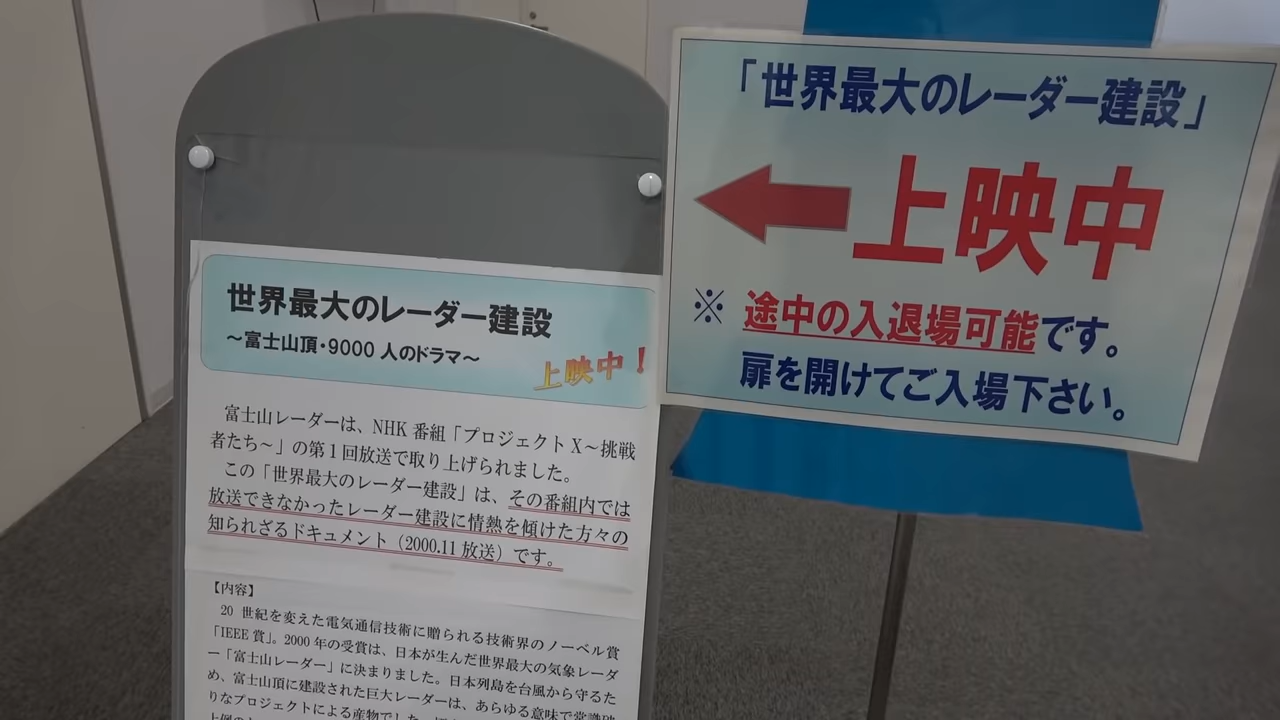 世界最大のレーダー建設
~富士山頂・9000人のドラマ~
上映中!
富士山レーダーは、NHK番組「プロジェクトX~挑戦
者たち~」の第1回放送で取り上げられました。
この「世界最大のレーダー建設」は、その番組内では
放送できなかったレーダー建設に情熱を傾けた方々の
知られざるドキュメント(2000.11放送)です。
【内容】
20世紀を変えた電気通信技術に贈られる技術界のノーベル賞
「IEEE賞」。2000年の受賞は、日本が生んだ世界最大の気象レーダ
ー「富士山レーダー」に決まりました。日本列島を台風から守るた
め、富士山頂に建設された巨大レーダーは、あらゆる意味で常識破
りなプロジェクトによる産物でした。
「世界最大のレーダー建設」
上映中
※ 途中の入退場可能です。
扉を開けてご入場下さい。